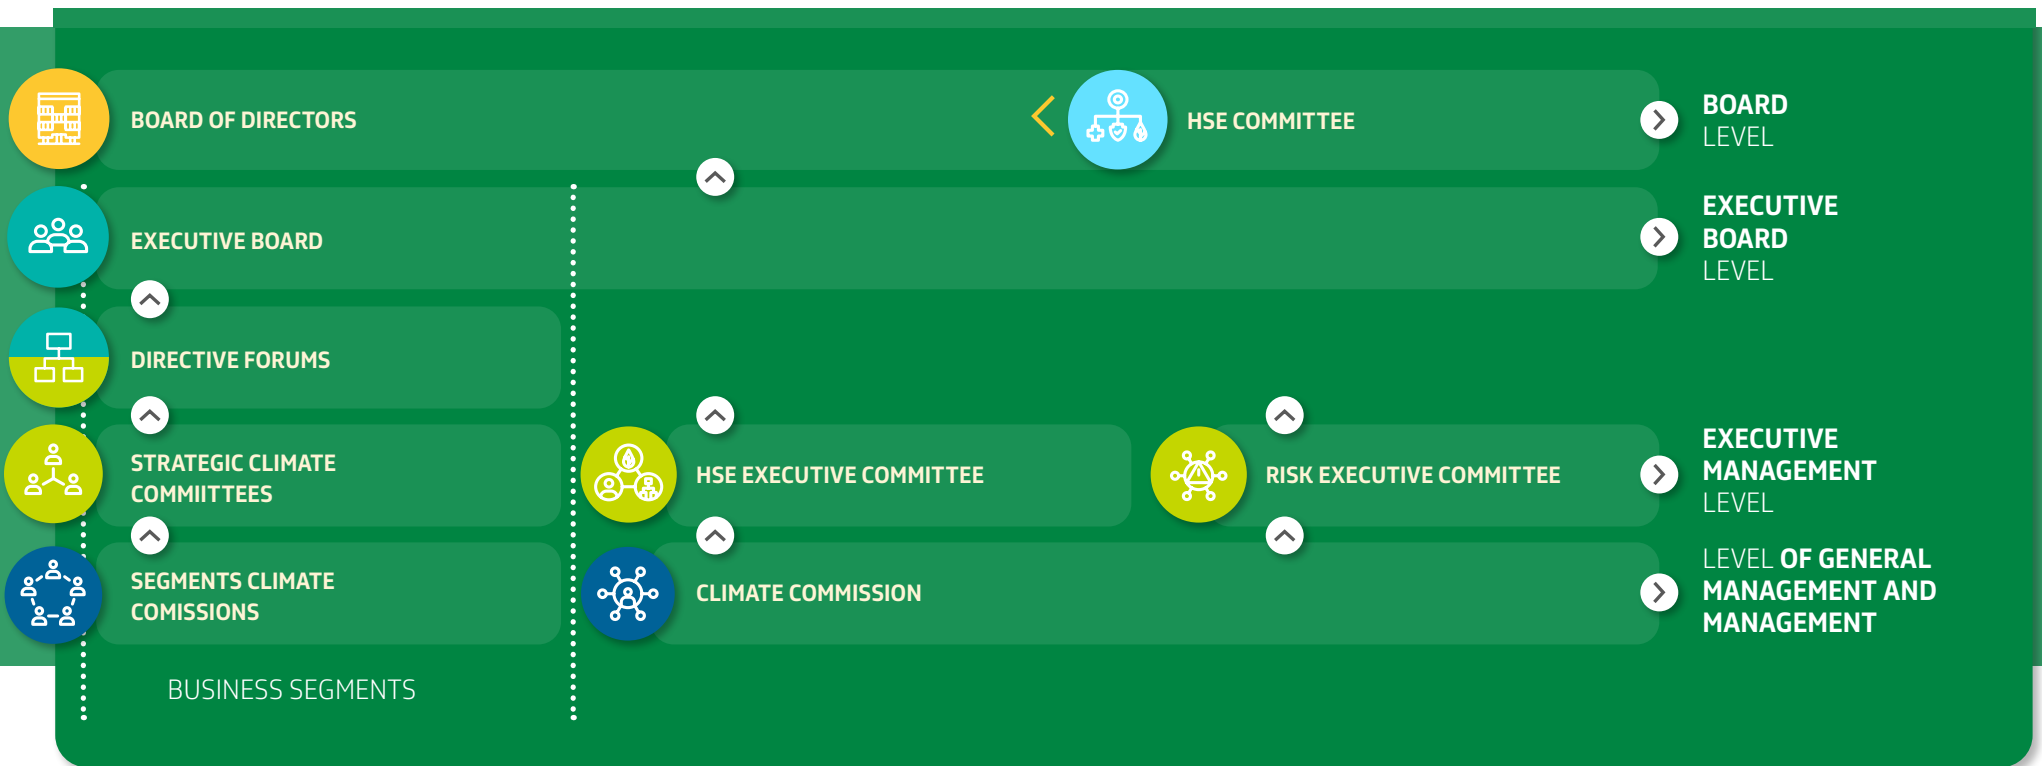 BOARD OF DIRECTORS
HSE COMMITTEE
BOARD
LEVEL
EXECUTIVE BOARD
EXECUTIVE
BOARD
LEVEL
DIRECTIVE FORUMS
STRATEGIC CLIMATE
COMIITTEES
HSE EXECUTIVE COMMITTEE
RISK EXECUTIVE COMMITTEE
EXECUTIVE
MANAGEMENT
LEVEL
SEGMENTS CLIMATE
COMISSIONS
CLIMATE COMMISSION
LEVEL OF GENERAL
MANAGEMENT AND
MANAGEMENT
BUSINESS SEGMENTS